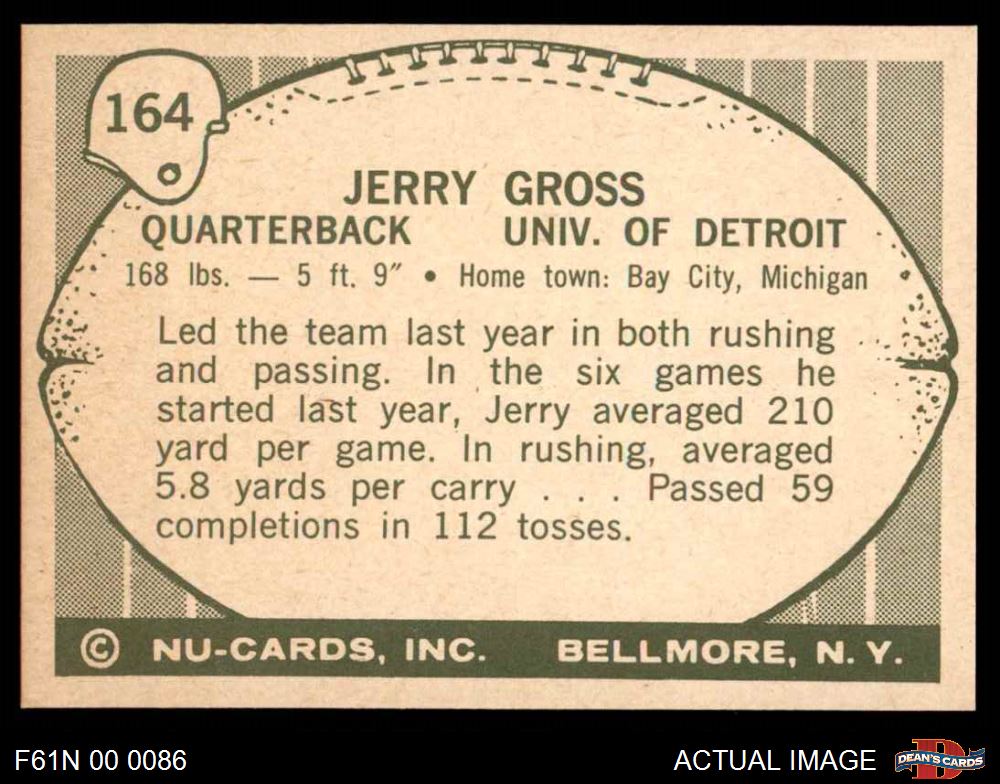 164
JERRY GROSS
QUARTERBACK UNIV. OF DETROIT
168 lbs. — 5 ft. 9" • Home town: Bay City, Michigan
Led the team last year in both rushing
and passing. In the six games he
started last year, Jerry averaged 210
yard per game. In rushing, averaged
5.8 yards per carry . . . Passed 59
completions in 112 tosses.
© NU-CARDS, INC. BELLMORE, N. Y.
F61N 00 0086
ACTUAL IMAGE
D
DEAN'S CARDS